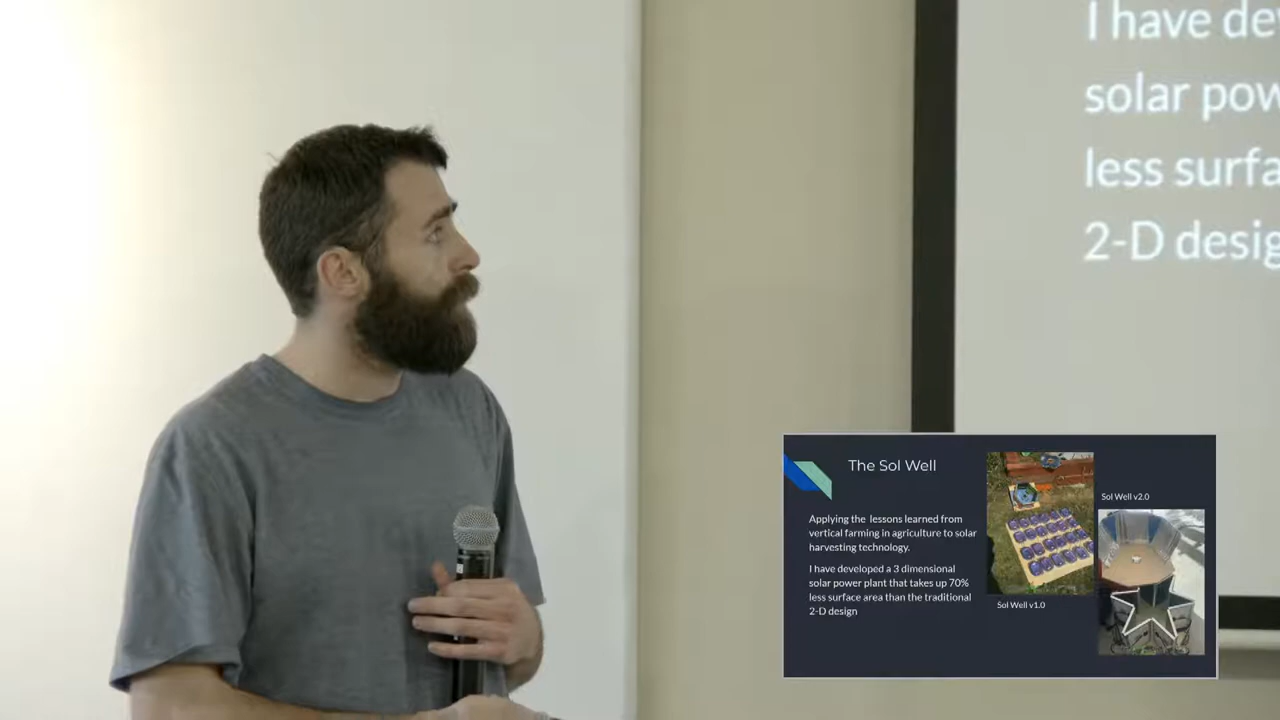 I have de
solar pow
less surfa
2-D desig
The Sol Well
Applying the lessons learned from
vertical farming in agriculture to solar
harvesting technology.
I have developed a 3 dimensional
solar power plant that takes up 70%
less surface area than the traditional
2-D design
Sol Well v1.0
Sol Well v2.0